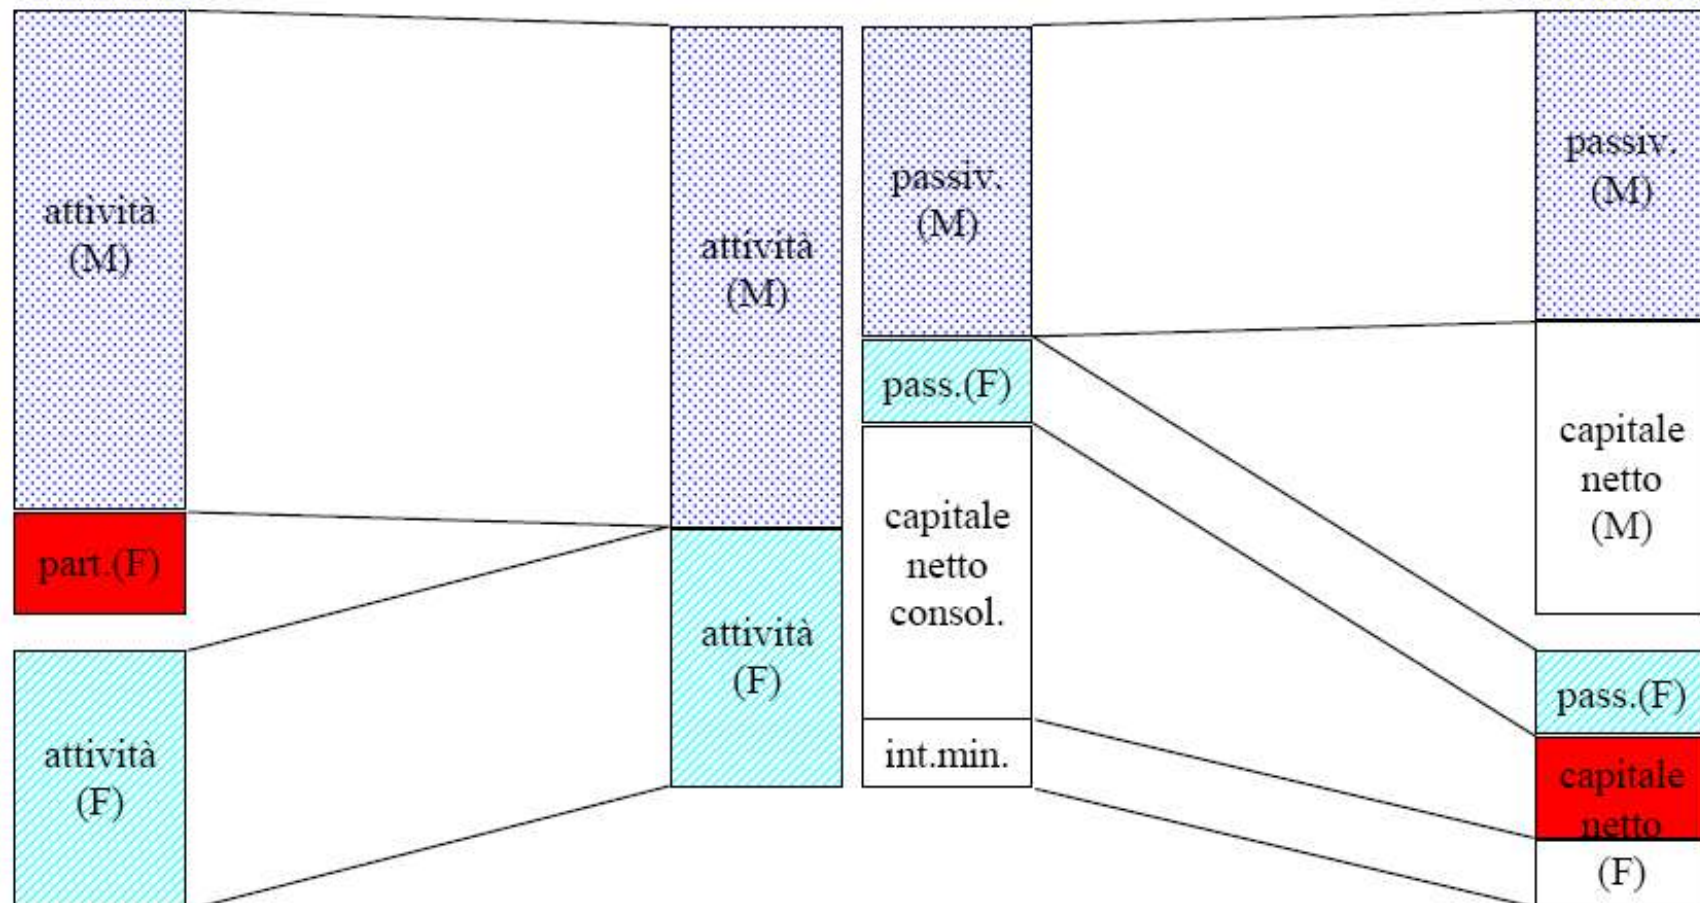 attività
(M)
part.(F)
attività
(F)
attività
(M)
attività
(F)
passiv.
(M)
pass.(F)
capitale
netto
consol.
int.min.
passiv.
(M)
capitale
netto
(M)
pass.(F)
capitale
netto
(F)